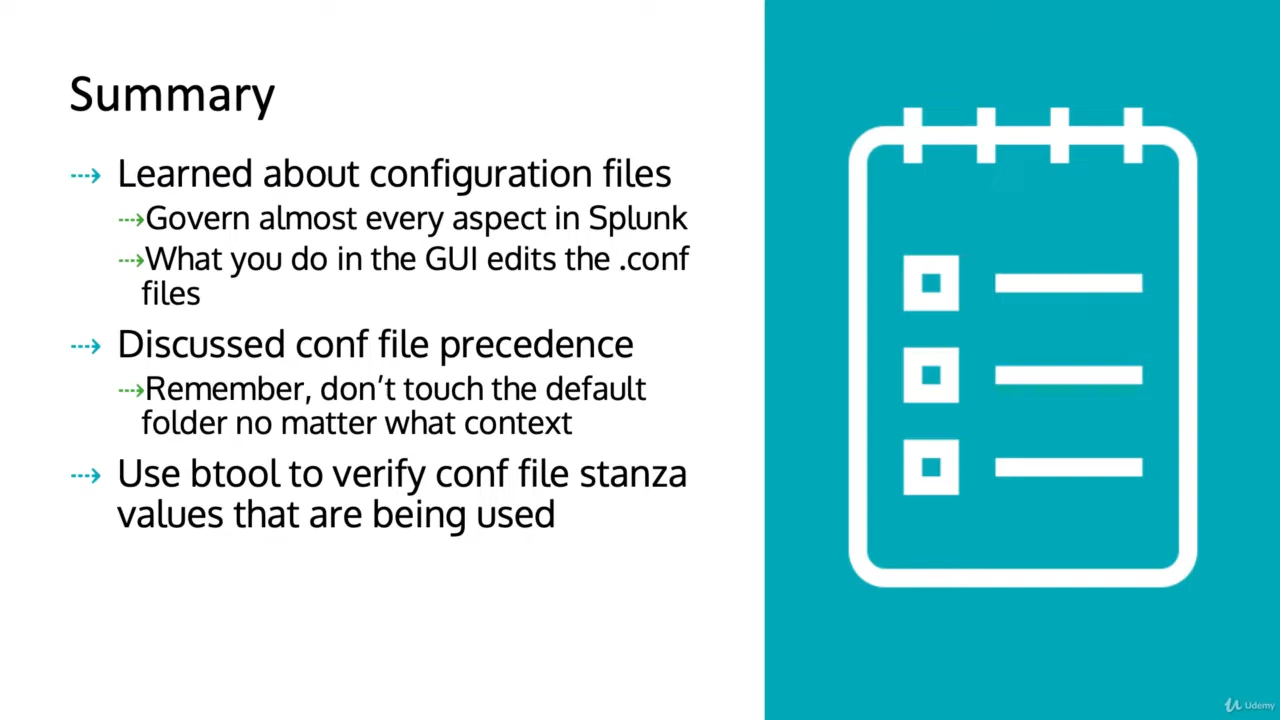 Summary
Learned about configuration files
Govern almost every aspect in Splunk
What you do in the GUI edits the .conf
files
Discussed conf file precedence
Remember, don't touch the default
folder no matter what context
Use btool to verify conf file stanza
values that are being used
Udemy